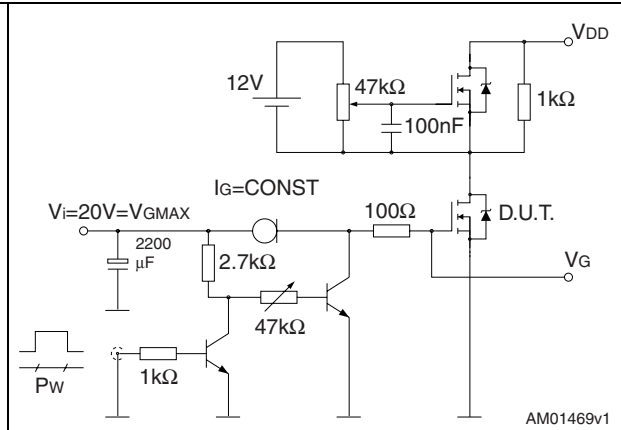 VDD
12V
47kΩ
1kΩ
100nF
IG=CONST
Vi=20V=VGMAX
100Ω
D.U.T.
2200
μF
2.7kΩ
VG
47kΩ
1kΩ
PW
AM01469v1